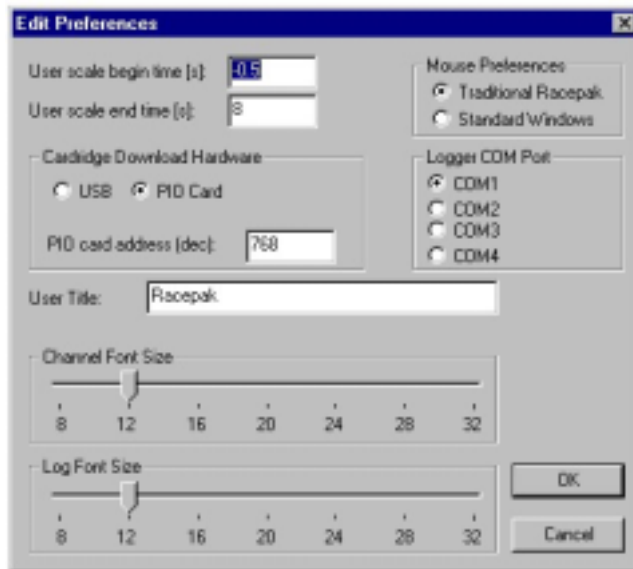 Edit Preferences
User scale begin time [s]: -0.5
User scale end time [s]: 8
Mouse Preferences
Traditional Racepak
Standard Windows
Cardridge Download Hardware
USB PIO Card
PIO card address (dec): 768
Logger COM Port
COM1
COM2
COM3
COM4
User Title: Racepak
Channel Font Size
8 12 16 20 24 28 32
Log Font Size
8 12 16 20 24 28 32
OK
Cancel